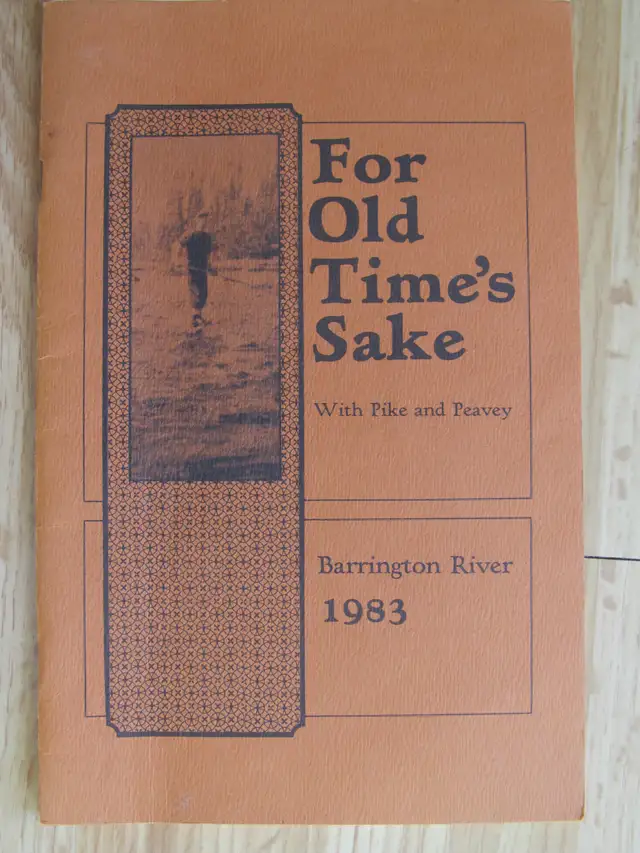 For
Old
Time's
Sake
With Pike and Peavey
Barrington River
1983